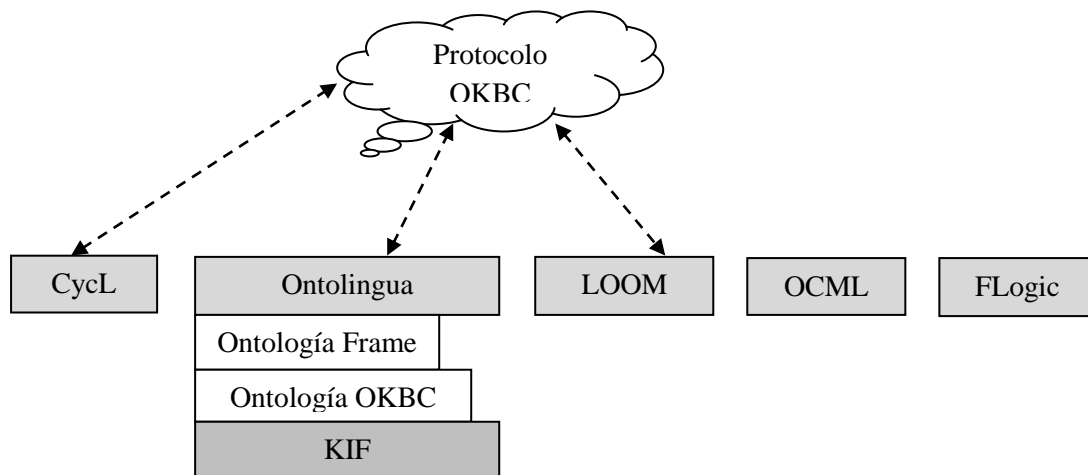 Protocolo
OKBC
CycL
Ontolingua
LOOM
OCML
FLogic
Ontología Frame
Ontología OKBC
KIF